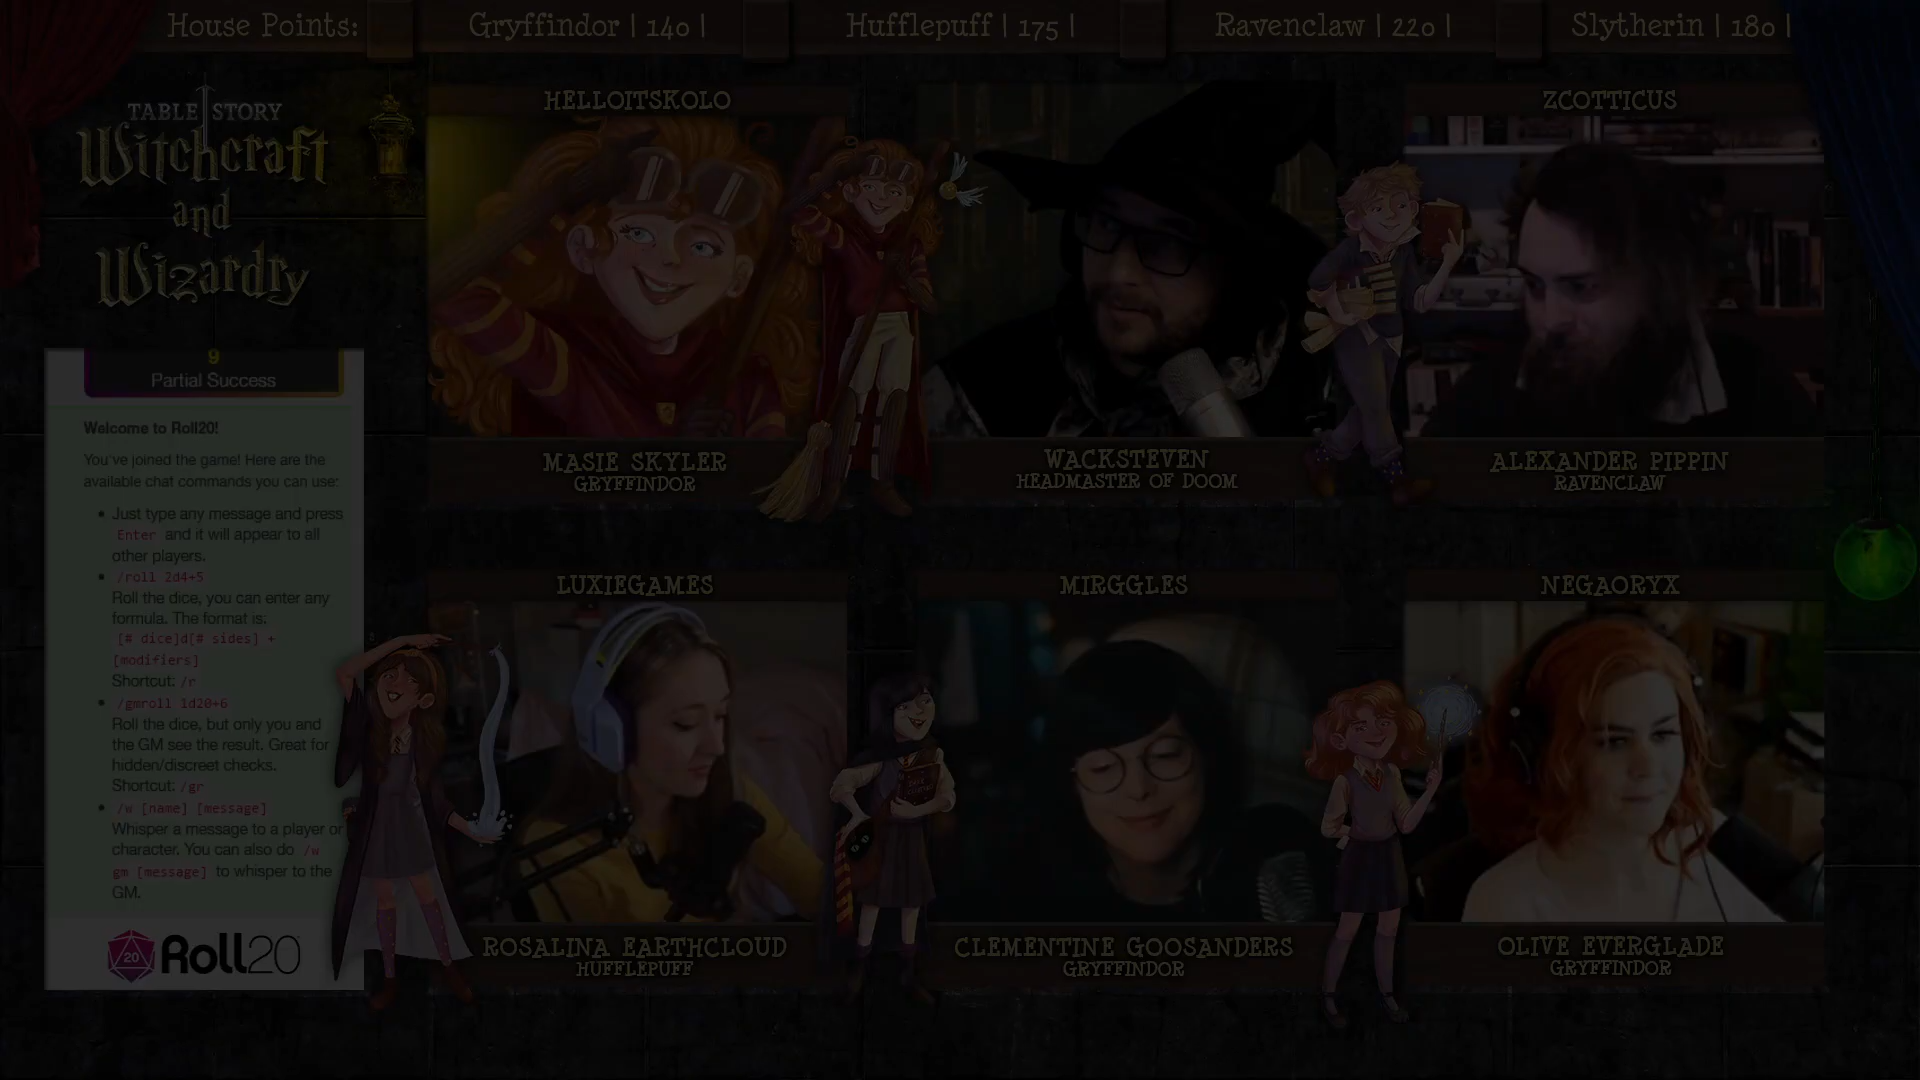 House Points:
Gryffindor | 140 |
Hufflepuff | 175 |
Ravenclaw | 220 |
Slytherin | 180 |
TABLE STORY
Witchcraft
and
Wizardry
9
Partial Success
Welcome to Roll20!
You've joined the game! Here are the
available chat commands you can use:
• Just type any message and press
Enter and it will appear to all
other players.
• /roll 2d4+5
Roll the dice, you can enter any
formula. The format is:
[# dice]d[# sides] +
[modifiers]
Shortcut: /r
• /gmroll 1d20+6
Roll the dice, but only you and
the GM see the result. Great for
hidden/discreet checks.
Shortcut: /gr
• /w [name] [message]
Whisper a message to a player or
character. You can also do /w
gm [message] to whisper to the
GM.
20
Roll20
HELLOITSKOLO
MASIE SKYLER
GRYFFINDOR
WACKSTEVEN
HEADMASTER OF DOOM
ZCOTTICUS
ALEXANDER PIPPIN
RAVENCLAW
LUXIEGAMES
ROSALINA EARTHCLOUD
HUFFLEPUFF
MIRGGLES
CLEMENTINE GOOSANDERS
GRYFFINDOR
NEGAORYX
OLIVE EVERGLADE
GRYFFINDOR